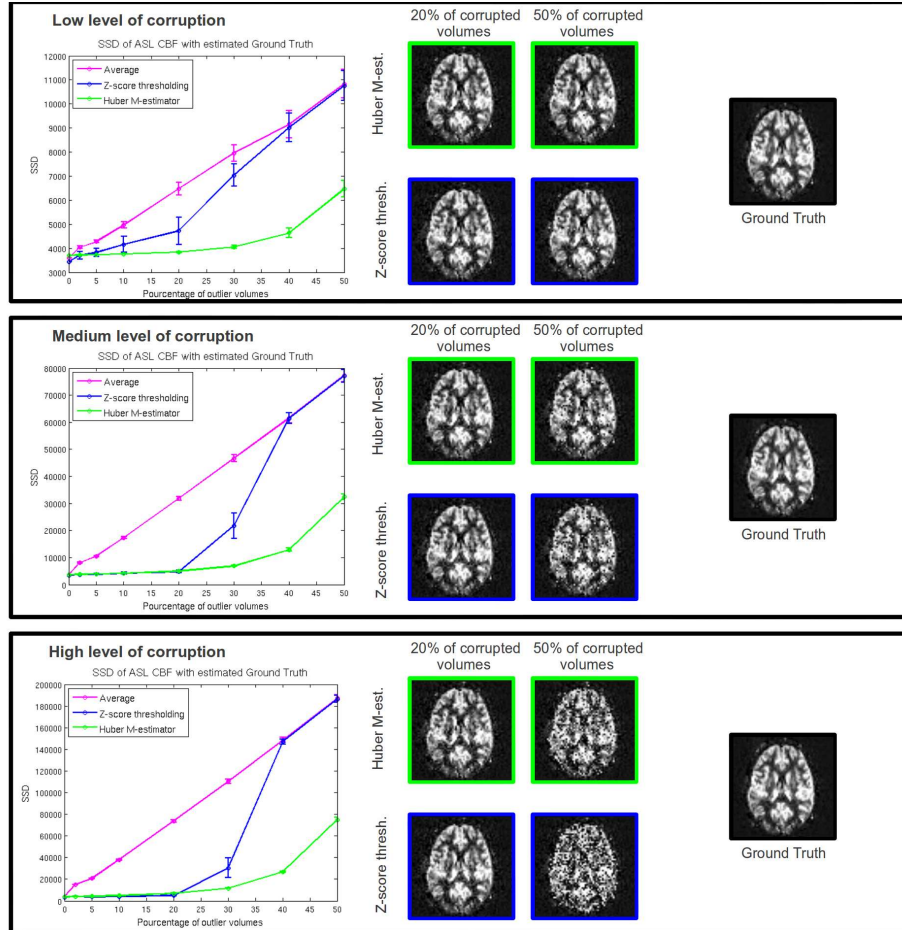 Low level of corruption
20% of corrupted
volumes
50% of corrupted
volumes
SSD of ASL CBF with estimated Ground Truth
Average
Z-score thresholding
Huber M-estimator
12000
11000
10000
9000
8000
7000
6000
5000
4000
3000
SSD
0
5
10
15
20
25
30
35
40
45
50
Pourcentage of outlier volumes
Huber M-est.
Z-score thresh.
Ground Truth
Medium level of corruption
20% of corrupted
volumes
50% of corrupted
volumes
SSD of ASL CBF with estimated Ground Truth
Average
Z-score thresholding
Huber M-estimator
80000
70000
60000
50000
40000
30000
20000
10000
0
SSD
0
5
10
15
20
25
30
35
40
45
50
Pourcentage of outlier volumes
Huber M-est.
Z-score thresh.
Ground Truth
High level of corruption
20% of corrupted
volumes
50% of corrupted
volumes
SSD of ASL CBF with estimated Ground Truth
Average
Z-score thresholding
Huber M-estimator
200000
180000
160000
140000
120000
100000
80000
60000
40000
20000
0
SSD
0
5
10
15
20
25
30
35
40
45
50
Pourcentage of outlier volumes
Huber M-est.
Z-score thresh.
Ground Truth